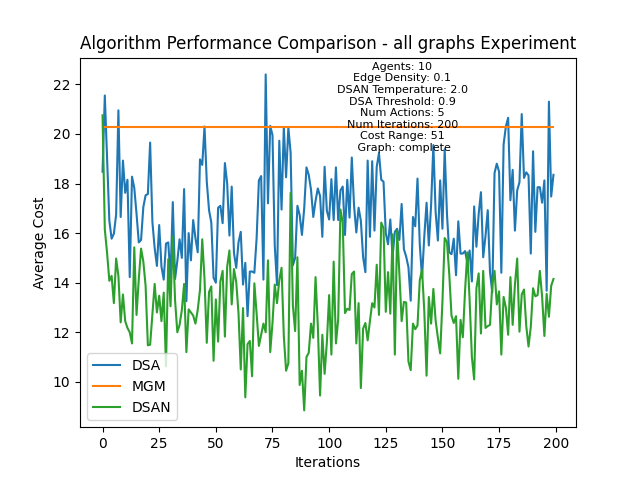 Algorithm Performance Comparison - all graphs Experiment
Agents: 10
Edge Density: 0.1
DSAN Temperature: 2.0
DSA Threshold: 0.9
Num Actions: 5
Num Iterations: 200
Cost Range: 51
Graph: complete
22
20
18
16
14
12
10
Average Cost
DSA
MGM
DSAN
0
25
50
75
100
125
150
175
200
Iterations